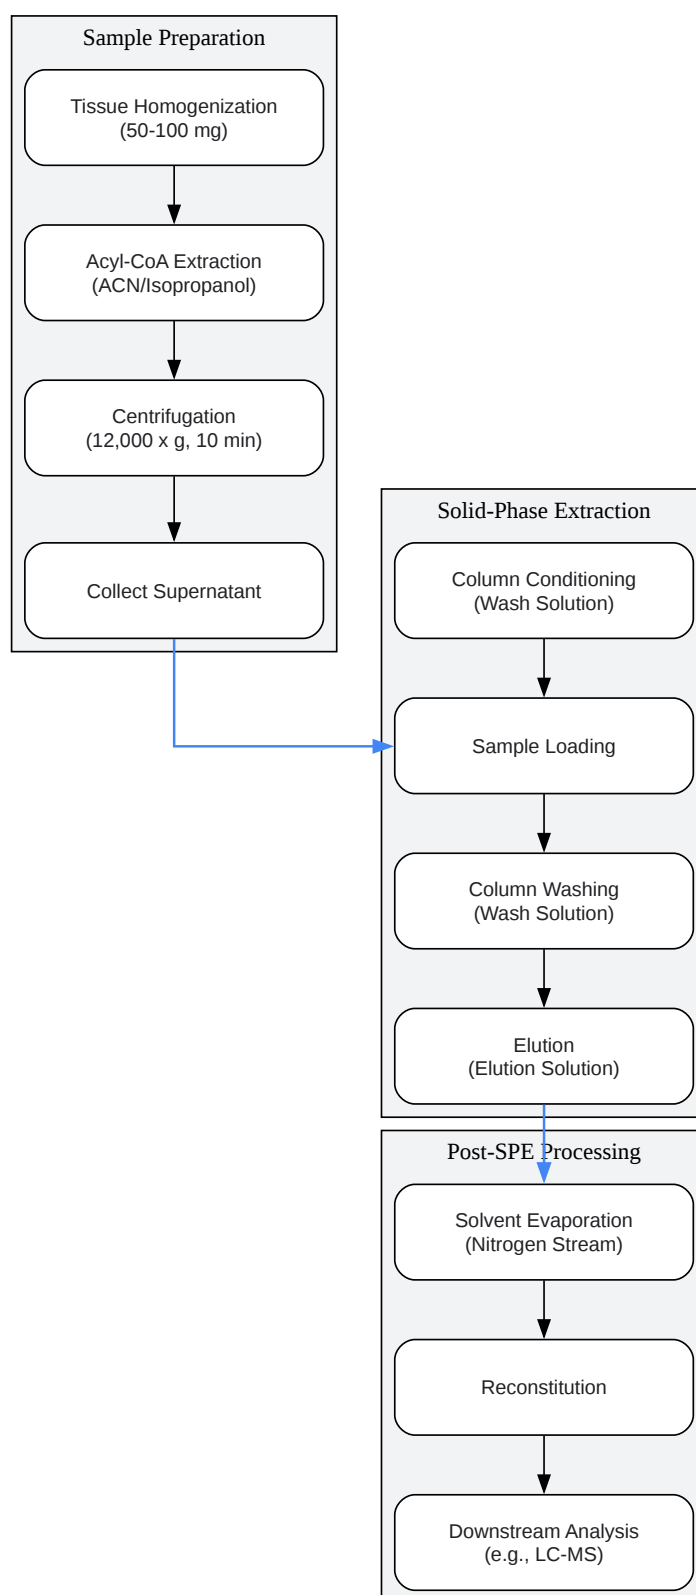 Sample Preparation
Tissue Homogenization
(50-100 mg)
Acyl-CoA Extraction
(ACN/Isopropanol)
Centrifugation
(12,000 x g, 10 min)
Collect Supernatant
Solid-Phase Extraction
Column Conditioning
(Wash Solution)
Sample Loading
Column Washing
(Wash Solution)
Elution
(Elution Solution)
Post-SPE Processing
Solvent Evaporation
(Nitrogen Stream)
Reconstitution
Downstream Analysis
(e.g., LC-MS)